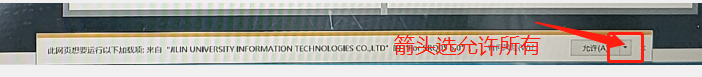 此网页想要运行以下加载项: 来自 "JILIN UNIVERSITY INFORMATION TECHNOLOGIES CO.,LTD" 的
箭头选允许所有
允许(A)